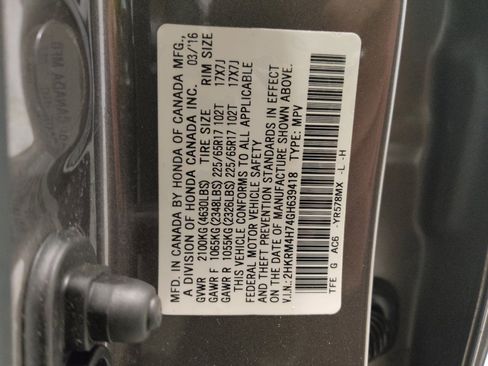 MFD. IN CANADA BY HONDA OF CANADA MFG.,
A DIVISION OF HONDA CANADA INC. 03/'16
GVWR 2100KG(4630LBS) TIRE SIZE RIM SIZE
GAWR F 1065KG(2348LBS)225/65R17 102T 17X7J
GAWR R 1055KG(2326LBS)225/65R17 102T 17X7J
THIS VEHICLE CONFORMS TO ALL APPLICABLE
FEDERAL MOTOR VEHICLE SAFETY
AND THEFT PREVENTION STANDARDS IN EFFECT
ON THE DATE OF MANUFACTURE SHOWN ABOVE.
V.I.N.: 2HKRM4H74GH639418 TYPE: MPV
TFE G AC6 -YR578MX -L -H